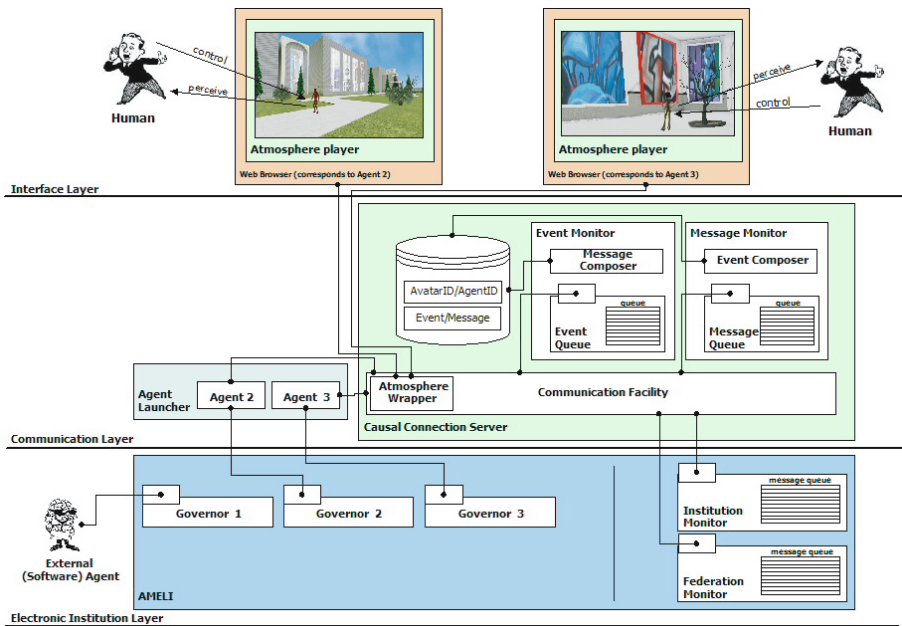 control
perceive
Human
Atmosphere player
Web Browser (corresponds to Agent 2)
Atmosphere player
Web Browser (corresponds to Agent 3)
perceive
control
Human
Interface Layer
AvatarID/AgentID
Event/Message
Event Monitor
Message
Composer
queue
Event
Queue
Message Monitor
Event Composer
queue
Message
Queue
Agent
Launcher
Agent 2
Agent 3
Atmosphere
Wrapper
Communication Facility
Causal Connection Server
Communication Layer
External
(Software) Agent
Governor 1
Governor 2
Governor 3
message queue
Institution
Monitor
message queue
Federation
Monitor
AMELI
Electronic Institution Layer